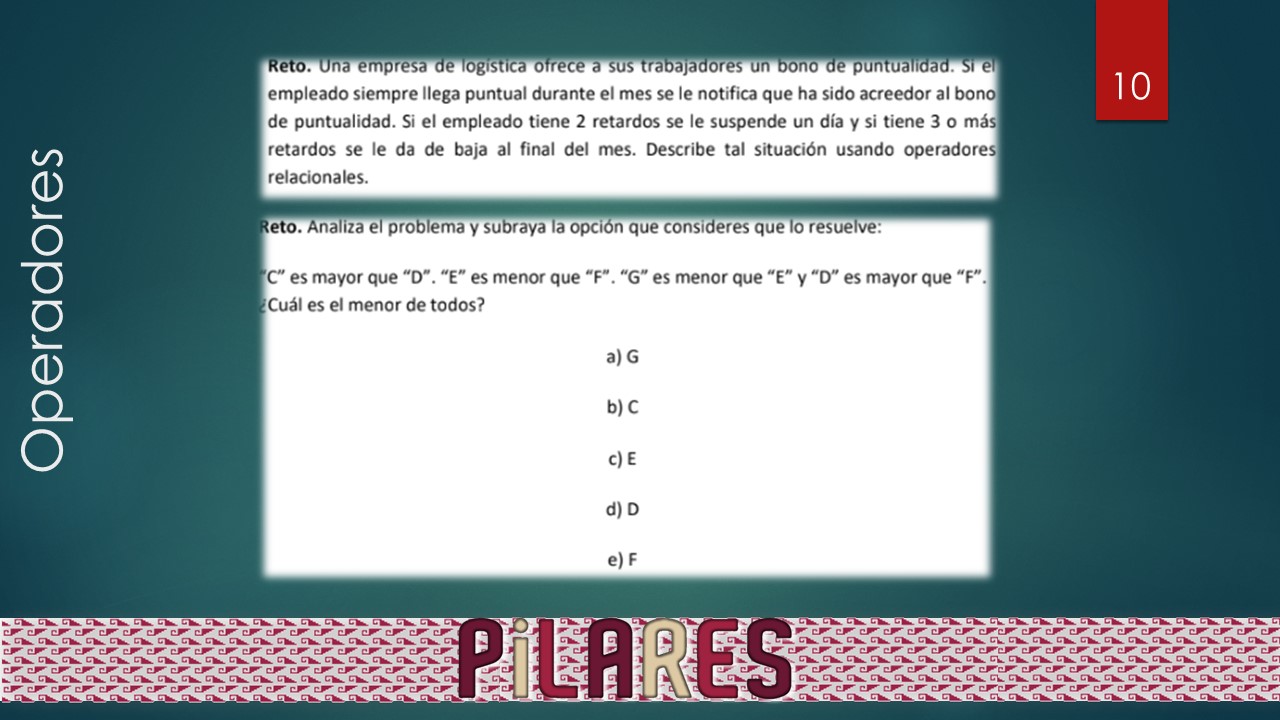 Operadores
10
Reto. Una empresa de logística ofrece a sus trabajadores un bono de puntualidad. Si el
empleado siempre llega puntual durante el mes se le notifica que ha sido acreedor al bono
de puntualidad. Si el empleado tiene 2 retardos se le suspende un día y si tiene 3 o más
retardos se le da de baja al final del mes. Describe tal situación usando operadores
relacionales.
Reto. Analiza el problema y subraya la opción que consideres que lo resuelve:
“C” es mayor que “D”. “E” es menor que “F”. “G” es menor que “E” y “D” es mayor que “F”.
¿Cuál es el menor de todos?
a) G
b) C
c) E
d) D
e) F
PiLARES